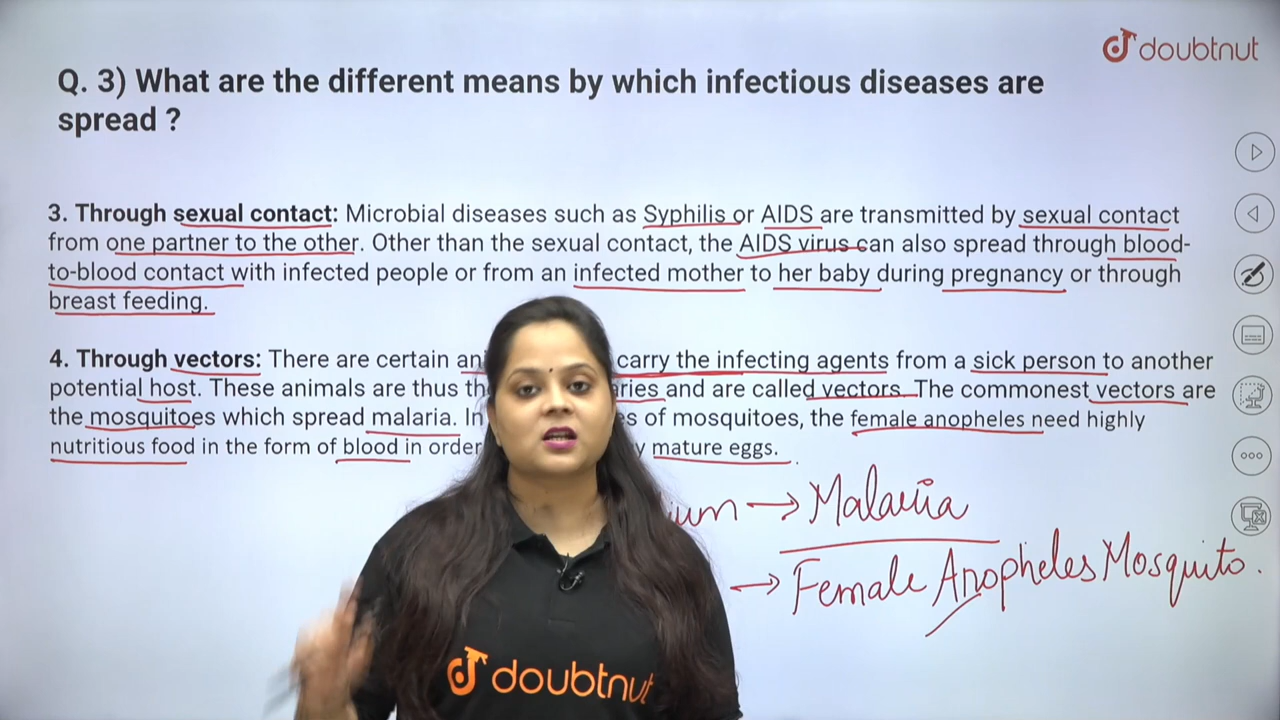 doubtnut
Q. 3) What are the different means by which infectious diseases are
spread ?
3. Through sexual contact: Microbial diseases such as Syphilis or AIDS are transmitted by sexual contact
from one partner to the other. Other than the sexual contact, the AIDS virus can also spread through blood-
to-blood contact with infected people or from an infected mother to her baby during pregnancy or through
breast feeding.
4. Through vectors: There are certain carry the infecting agents from a sick person to another
potential host. These animals are thus and are called vectors. The commonest vectors are
the mosquitoes which spread malaria. In of mosquitoes, the female anopheles need highly
nutritious food in the form of blood in order mature eggs.
→ Malaria
→ Female Anopheles Mosquito.
doubtnut